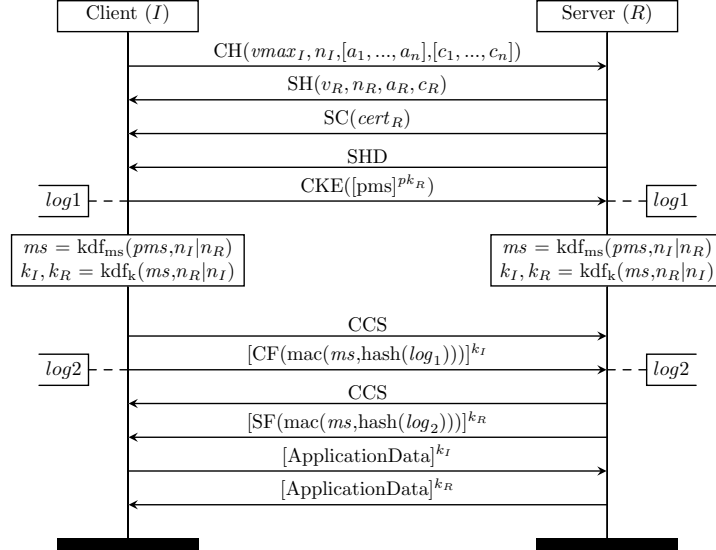 Client (I)
Server (R)
CH(vmax_I, n_I,[a_1, ..., a_n],[c_1, ..., c_n])
SH(v_R, n_R, a_R, c_R)
SC(cert_R)
SHD
log1
CKE([pms]^{pk_R})
log1
ms = kdf_ms(pms,n_I|n_R)
k_I, k_R = kdf_k(ms,n_R|n_I)
ms = kdf_ms(pms,n_I|n_R)
k_I, k_R = kdf_k(ms,n_R|n_I)
CCS
log2
[CF(mac(ms,hash(log_1)))]^{k_I}
log2
CCS
[SF(mac(ms,hash(log_2)))]^{k_R}
[ApplicationData]^{k_I}
[ApplicationData]^{k_R}